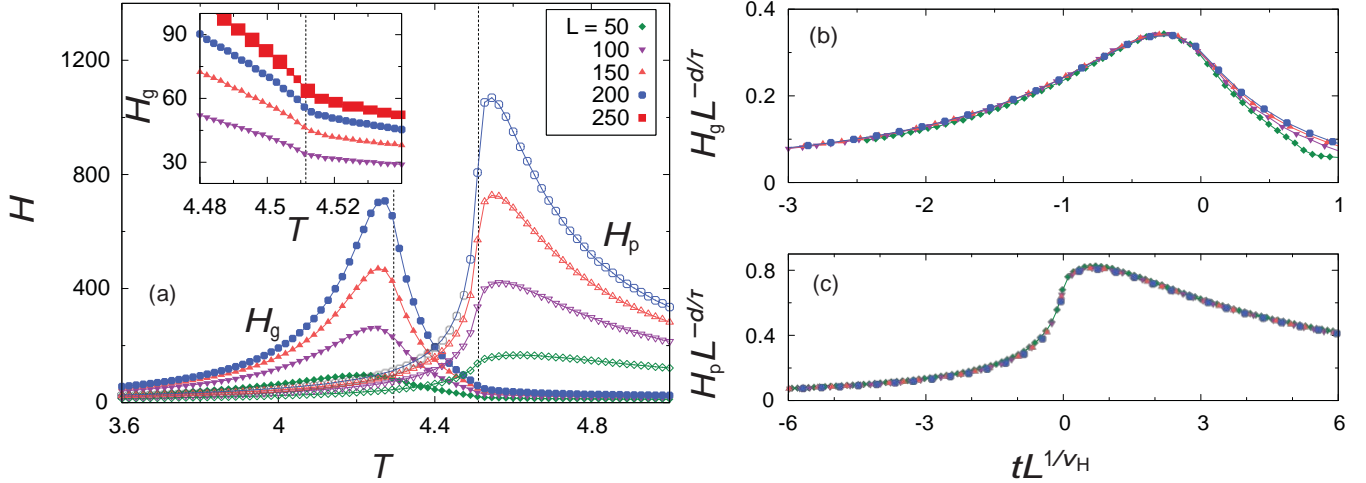 1200
800
400
0
H
3.6
4
4.4
4.8
T
(a)
H_g
H_p
90
60
30
H_g
4.48
4.5
4.52
T
L = 50
100
150
200
250
(b)
0.4
0.2
0
H_g L^{-d/τ}
-3
-2
-1
0
1
(c)
0.8
0.4
0
H_p L^{-d/τ}
-6
-3
0
3
6
tL^{1/ν_H}